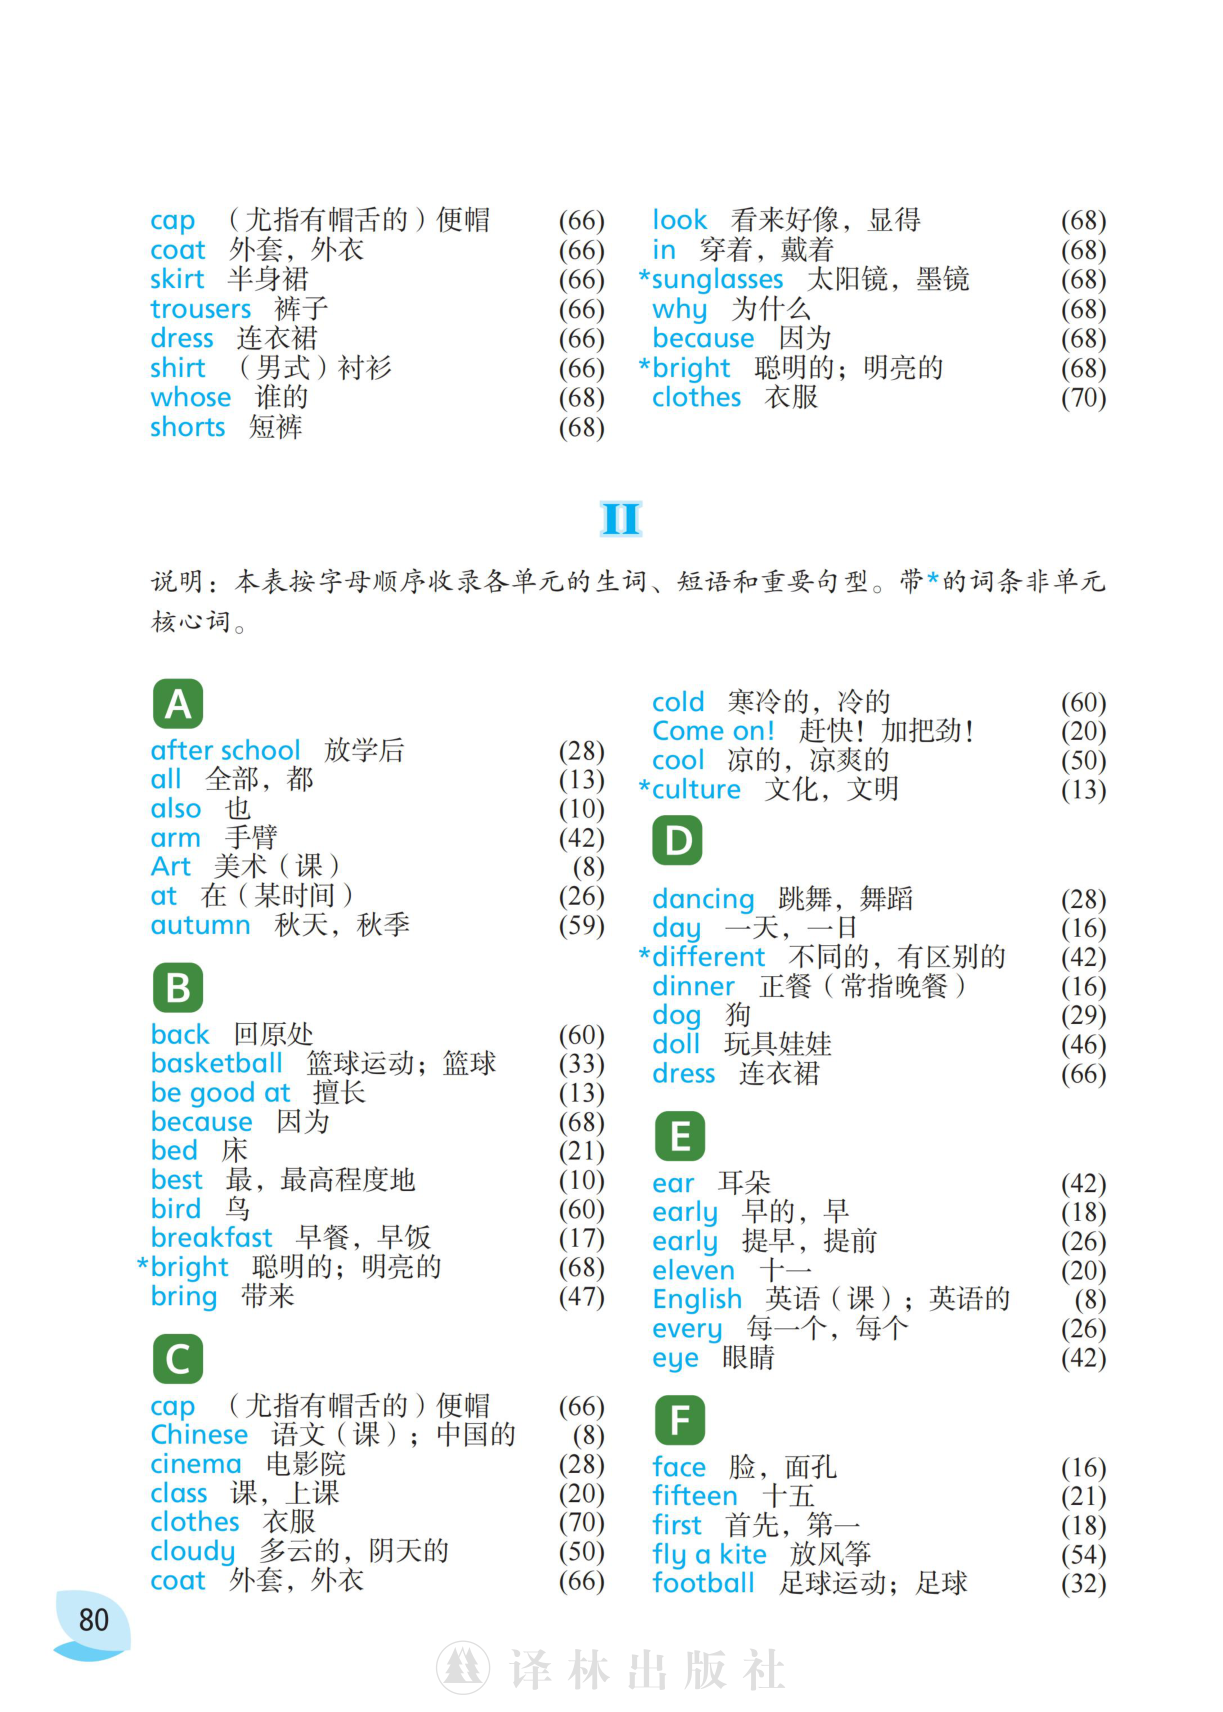 cap （尤指有帽舌的）便帽 (66)
coat 外套，外衣 (66)
skirt 半身裙 (66)
trousers 裤子 (66)
dress 连衣裙 (66)
shirt （男式）衬衫 (66)
whose 谁的 (68)
shorts 短裤 (68)
look 看来好像，显得 (68)
in 穿着，戴着 (68)
*sunglasses 太阳镜，墨镜 (68)
why 为什么 (68)
because 因为 (68)
*bright 聪明的；明亮的 (68)
clothes 衣服 (70)
II
说明：本表按字母顺序收录各单元的生词、短语和重要句型。带*的词条非单元
核心词。
A
after school 放学后 (28)
all 全部，都 (13)
also 也 (10)
arm 手臂 (42)
Art 美术（课） (8)
at 在（某时间） (26)
autumn 秋天，秋季 (59)
B
back 回原处 (60)
basketball 篮球运动；篮球 (33)
be good at 擅长 (13)
because 因为 (68)
bed 床 (21)
best 最，最高程度地 (10)
bird 鸟 (60)
breakfast 早餐，早饭 (17)
*bright 聪明的；明亮的 (68)
bring 带来 (47)
C
cap （尤指有帽舌的）便帽 (66)
Chinese 语文（课）；中国的 (8)
cinema 电影院 (28)
class 课，上课 (20)
clothes 衣服 (70)
cloudy 多云的，阴天的 (50)
coat 外套，外衣 (66)
cold 寒冷的，冷的 (60)
Come on! 赶快！加把劲！ (20)
cool 凉的，凉爽的 (50)
*culture 文化，文明 (13)
D
dancing 跳舞，舞蹈 (28)
day 一天，一日 (16)
*different 不同的，有区别的 (42)
dinner 正餐（常指晚餐） (16)
dog 狗 (29)
doll 玩具娃娃 (46)
dress 连衣裙 (66)
E
ear 耳朵 (42)
early 早的，早 (18)
early 提早，提前 (26)
eleven 十一 (20)
English 英语（课）；英语的 (8)
every 每一个，每个 (26)
eye 眼睛 (42)
F
face 脸，面孔 (16)
fifteen 十五 (21)
first 首先，第一 (18)
fly a kite 放风筝 (54)
football 足球运动；足球 (32)
80
译林出版社